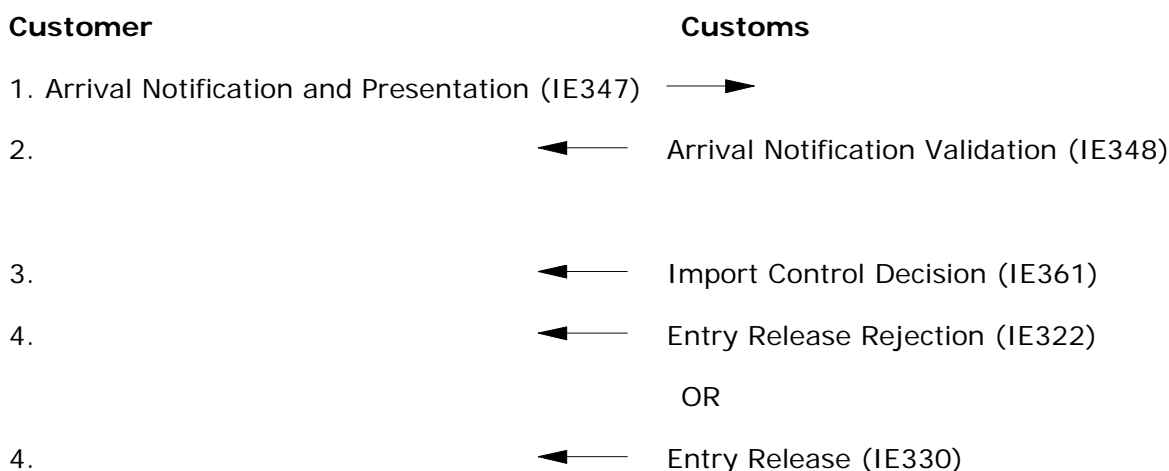 Customer Customs
1. Arrival Notification and Presentation (IE347)
2. Arrival Notification Validation (IE348)
3. Import Control Decision (IE361)
4. Entry Release Rejection (IE322)
OR
4. Entry Release (IE330)